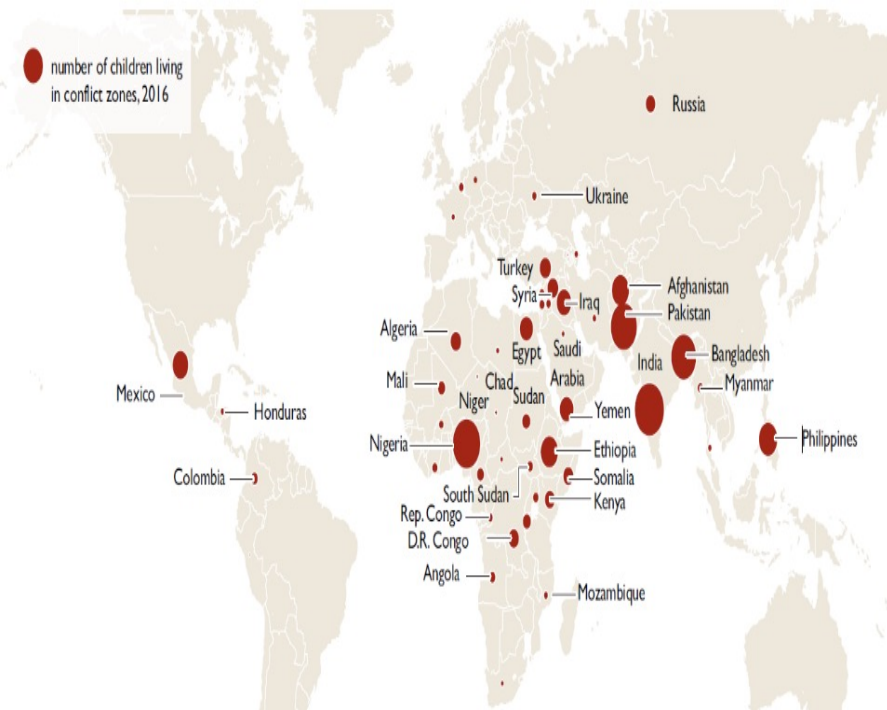 number of children living
in conflict zones, 2016
Russia
Ukraine
Turkey
Afghanistan
Syria
Iraq
Pakistan
Algeria
Egypt
Saudi
Arabia
India
Bangladesh
Mali
Chad
Myanmar
Niger
Sudan
Mexico
Honduras
Yemen
Nigeria
Ethiopia
Philippines
Colombia
Somalia
South Sudan
Kenya
Rep. Congo
D.R. Congo
Angola
Mozambique